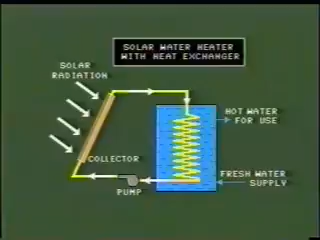 SOLAR WATER HEATER
WITH HEAT EXCHANGER
SOLAR
RADIATION
HOT WATER
FOR USE
COLLECTOR
FRESH WATER
SUPPLY
PUMP